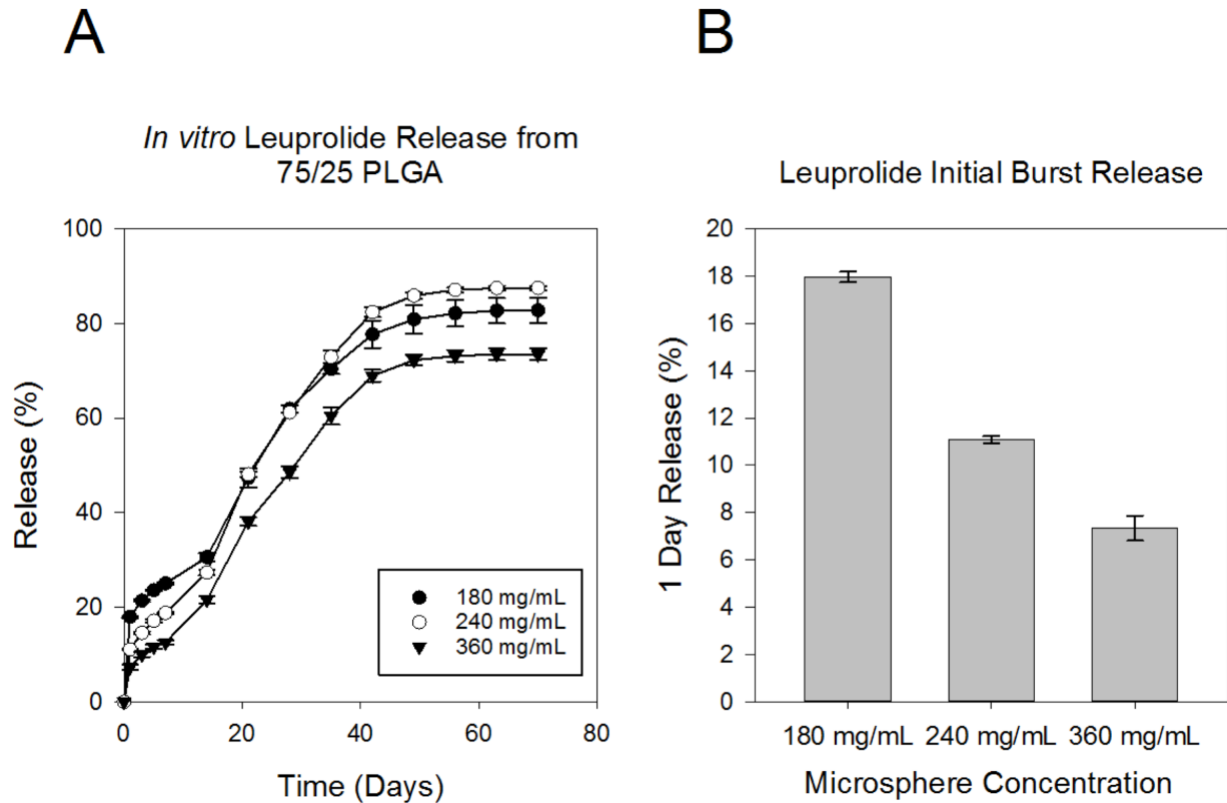 A
B
In vitro Leuprolide Release from
75/25 PLGA
Release (%)
100
80
60
40
20
0
0 20 40 60 80
Time (Days)
180 mg/mL
240 mg/mL
360 mg/mL
Leuprolide Initial Burst Release
1 Day Release (%)
20
18
16
14
12
10
8
6
4
2
0
180 mg/mL 240 mg/mL 360 mg/mL
Microsphere Concentration